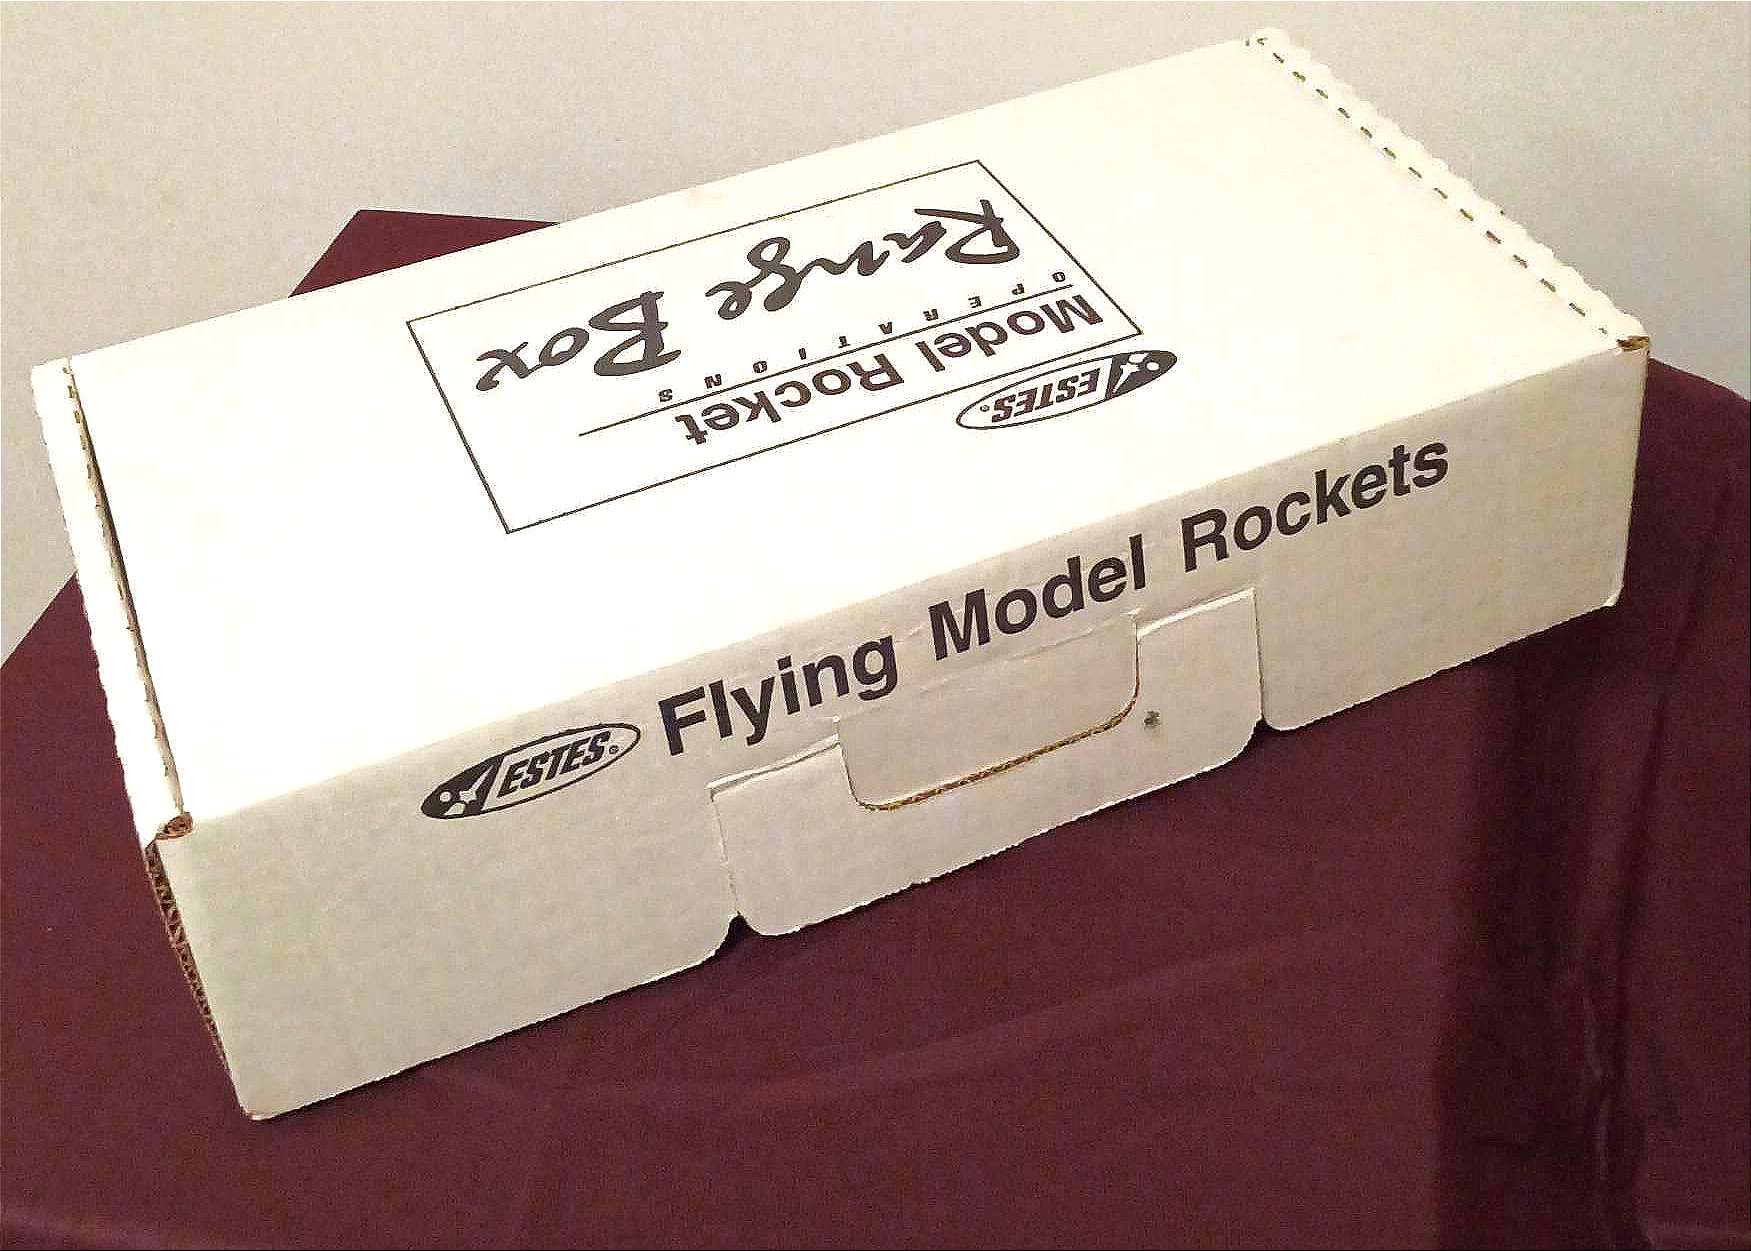 ESTES®
Model Rocket
OPERATIONS
Range Box
ESTES® Flying Model Rockets